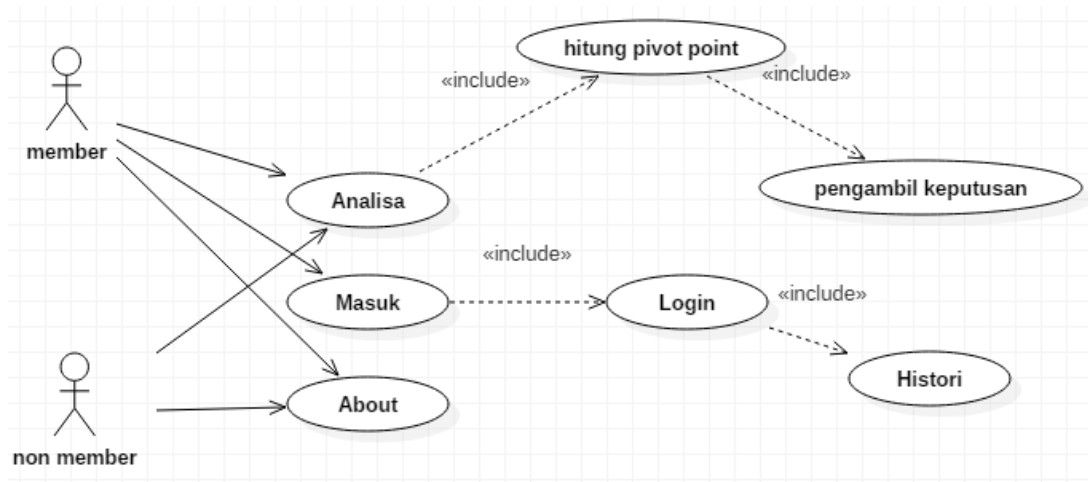 hitung pivot point
«include»
«include»
member
pengambil keputusan
Analisa
«include»
Masuk
Login
«include»
Histori
About
non member